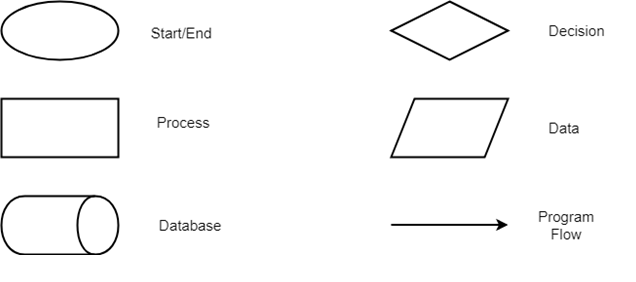 Start/End
Decision
Process
Data
Database
Program
Flow